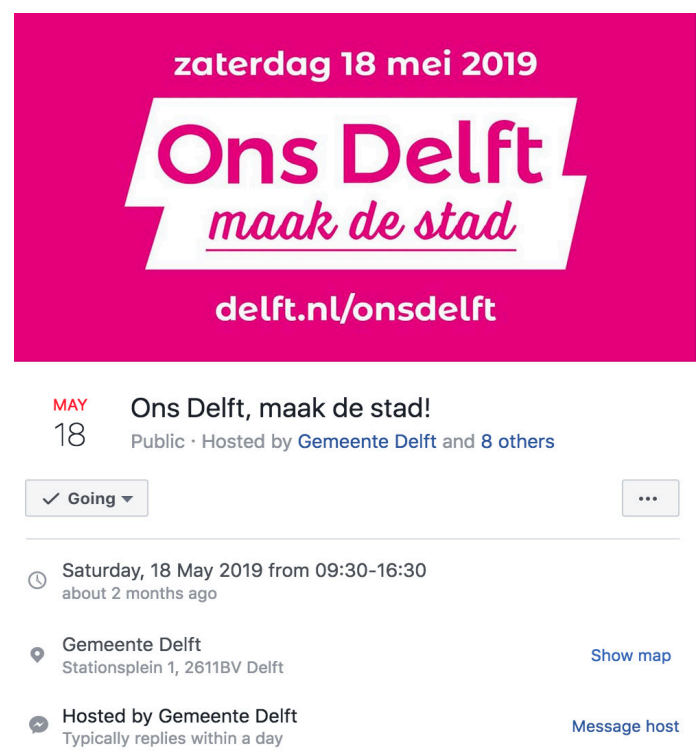 zaterdag 18 mei 2019
Ons Delft
maak de stad
delft.nl/onsdelft
MAY
18
Ons Delft, maak de stad!
Public · Hosted by Gemeente Delft and 8 others
Going
Saturday, 18 May 2019 from 09:30-16:30
about 2 months ago
Gemeente Delft
Stationsplein 1, 2611BV Delft
Show map
Hosted by Gemeente Delft
Typically replies within a day
Message host